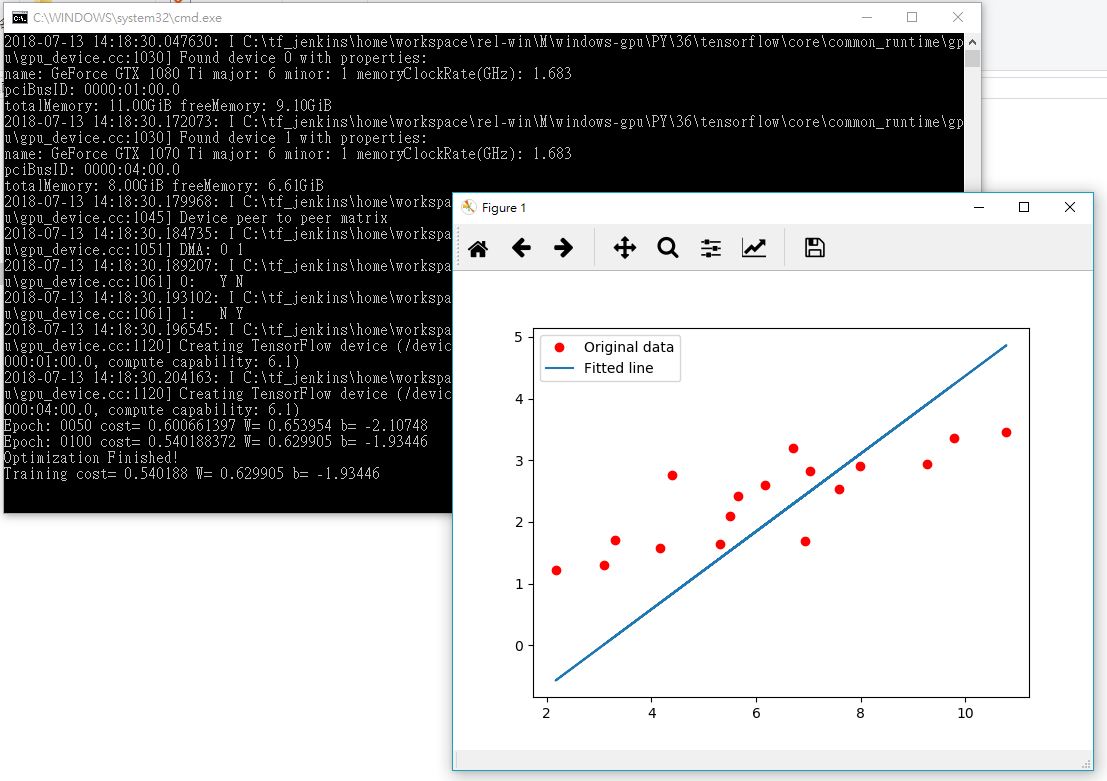 C:\WINDOWS\system32\cmd.exe
2018-07-13 14:18:30.047630: I C:\tf_jenkins\home\workspace\rel-win\M\windows-gpu\PY\36\tensorflow\core\common_runtime\gp
u\gpu_device.cc:1030] Found device 0 with properties:
name: GeForce GTX 1080 Ti major: 6 minor: 1 memoryClockRate(GHz): 1.683
pciBusID: 0000:01:00.0
totalMemory: 11.00GiB freeMemory: 9.10GiB
2018-07-13 14:18:30.172073: I C:\tf_jenkins\home\workspace\rel-win\M\windows-gpu\PY\36\tensorflow\core\common_runtime\gp
u\gpu_device.cc:1030] Found device 1 with properties:
name: GeForce GTX 1070 Ti major: 6 minor: 1 memoryClockRate(GHz): 1.683
pciBusID: 0000:04:00.0
totalMemory: 8.00GiB freeMemory: 6.61GiB
2018-07-13 14:18:30.179968: I C:\tf_jenkins\home\workspa
u\gpu_device.cc:1045] Device peer to peer matrix
2018-07-13 14:18:30.184735: I C:\tf_jenkins\home\workspa
u\gpu_device.cc:1051] DMA: 0 1
2018-07-13 14:18:30.189207: I C:\tf_jenkins\home\workspa
u\gpu_device.cc:1061] 0:   Y N
2018-07-13 14:18:30.193102: I C:\tf_jenkins\home\workspa
u\gpu_device.cc:1061] 1:   N Y
2018-07-13 14:18:30.196545: I C:\tf_jenkins\home\workspa
u\gpu_device.cc:1120] Creating TensorFlow device (/devic
000:01:00.0, compute capability: 6.1)
2018-07-13 14:18:30.204163: I C:\tf_jenkins\home\workspa
u\gpu_device.cc:1120] Creating TensorFlow device (/devic
000:04:00.0, compute capability: 6.1)
Epoch: 0050 cost= 0.600661397 W= 0.653954 b= -2.10748
Epoch: 0100 cost= 0.540188372 W= 0.629905 b= -1.93446
Optimization Finished!
Training cost= 0.540188 W= 0.629905 b= -1.93446
Figure 1
Original data
Fitted line
5
4
3
2
1
0
2 4 6 8 10